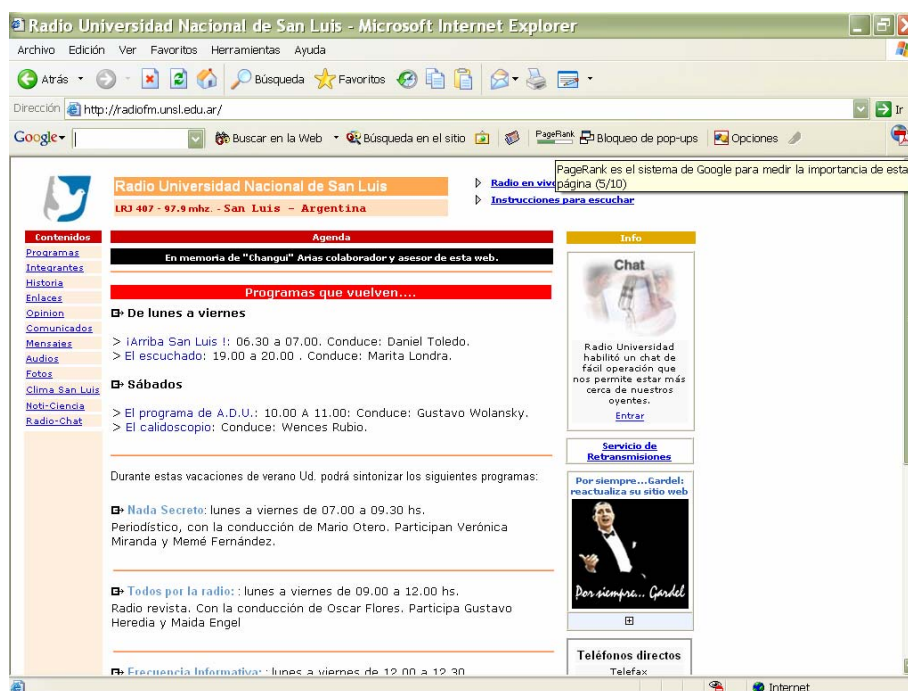 Radio Universidad Nacional de San Luis - Microsoft Internet Explorer
Archivo Edición Ver Favoritos Herramientas Ayuda
Atrás Búsqueda Favoritos
Dirección http://radiofm.unsl.edu.ar/ Ir
Google Buscar en la Web Búsqueda en el sitio PageRank Bloqueo de pop-ups Opciones
PageRank es el sistema de Google para medir la importancia de esta
página (5/10)
Radio Universidad Nacional de San Luis
LRJ 407 - 97.9 mhz. - San Luis - Argentina
Radio en vivo
Instrucciones para escuchar
Contenidos
Programas
Integrantes
Historia
Enlaces
Opinion
Comunicados
Mensajes
Audios
Fotos
Clima San Luis
Noti-Ciencia
Radio-Chat
Agenda
En memoria de "Changui" Arias colaborador y asesor de esta web.
Programas que vuelven....
De lunes a viernes
> ¡Arriba San Luis !: 06.30 a 07.00. Conduce: Daniel Toledo.
> El escuchado: 19.00 a 20.00 . Conduce: Marita Londra.
Sábados
> El programa de A.D.U.: 10.00 A 11.00: Conduce: Gustavo Wolansky.
> El calidoscopio: Conduce: Wences Rubio.
Durante estas vacaciones de verano Ud. podrá sintonizar los siguientes programas:
Nada Secreto: lunes a viernes de 07.00 a 09.30 hs.
Periodístico, con la conducción de Mario Otero. Participan Verónica
Miranda y Memé Fernández.
Todos por la radio: : lunes a viernes de 09.00 a 12.00 hs.
Radio revista. Con la conducción de Oscar Flores. Participa Gustavo
Heredia y Maida Engel
Frecuencia Informativa: : lunes a viernes de 12.00 a 12.30
Info
Chat
Radio Universidad
habilitó un chat de
fácil operación que
nos permite estar más
cerca de nuestros
oyentes.
Entrar
Servicio de
Retransmisiones
Por siempre...Gardel:
reactualiza su sitio web
Por siempre... Gardel
Teléfonos directos
Telefax
Internet